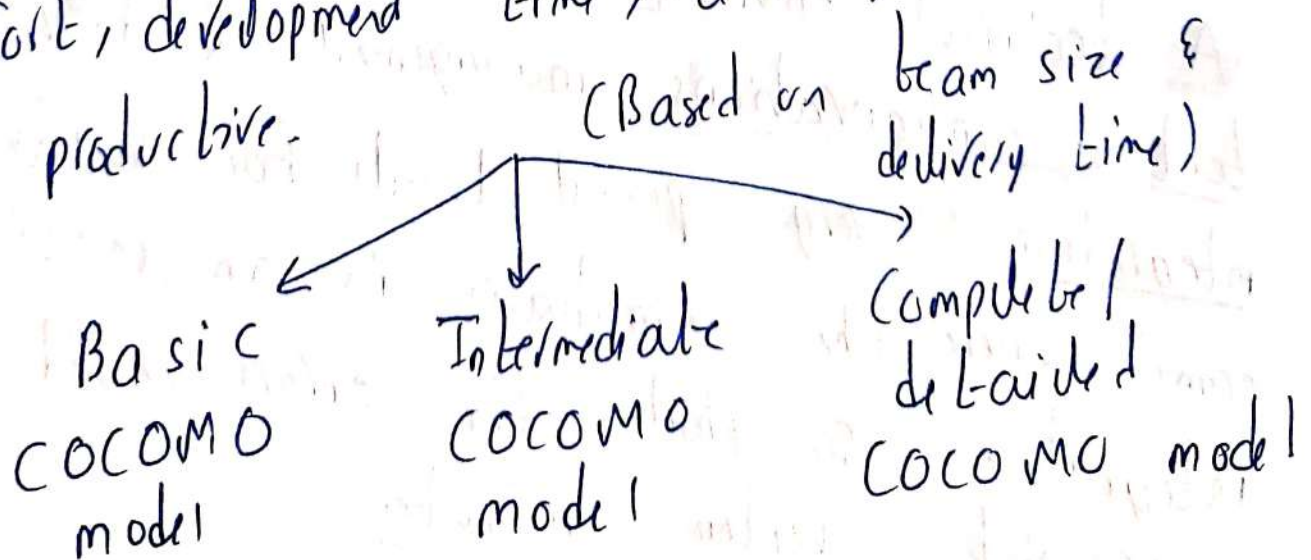 development time,
productive. (Based on team size &
delivery time)
Basic COCOMO model
Intermediate COCOMO model
Complete/ detailed COCOMO model